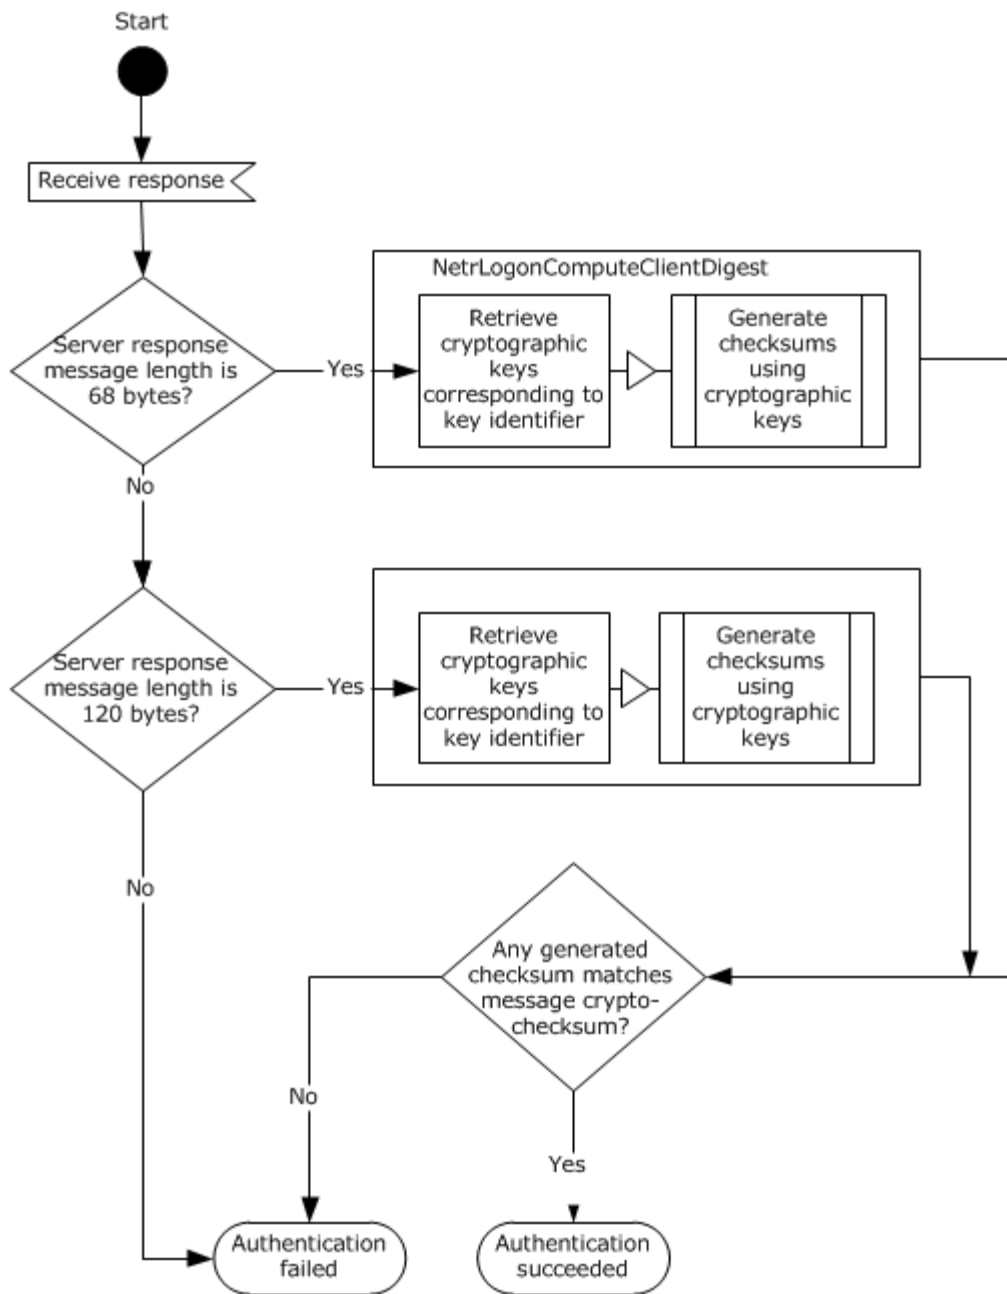 Start
Receive response
NetrLogonComputeClientDigest
Server response
message length is
68 bytes?
Yes
Retrieve
cryptographic
keys
corresponding to
key identifier
Generate
checksums
using
cryptographic
keys
No
Server response
message length is
120 bytes?
Yes
Retrieve
cryptographic
keys
corresponding to
key identifier
Generate
checksums
using
cryptographic
keys
No
Any generated
checksum matches
message crypto-
checksum?
No
Yes
Authentication
failed
Authentication
succeeded